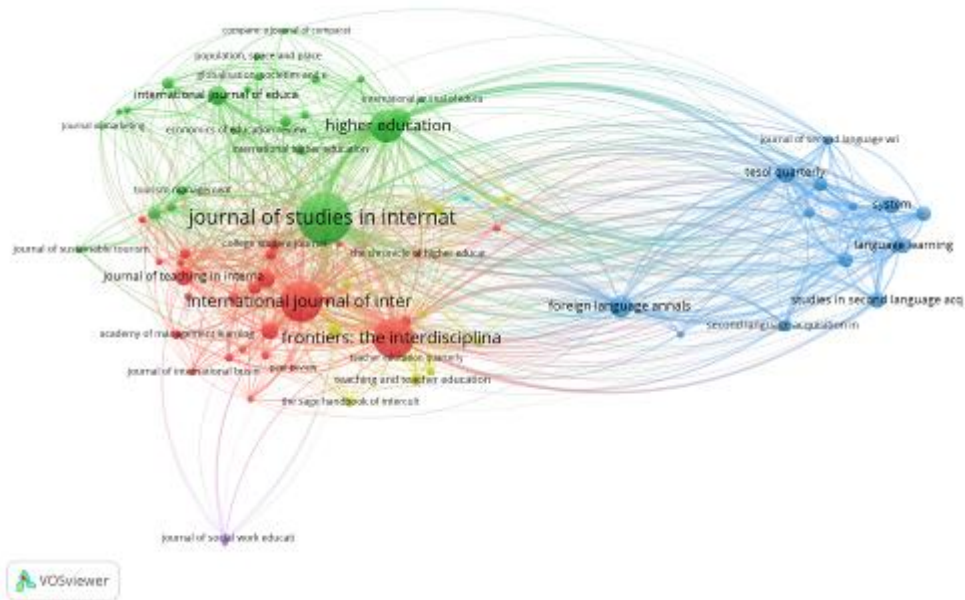 compare: a journal of comparat
population, space and place
globalisation, societies and e
international journal of educa
international journal of educa
journal of marketing
economics of education review
higher education
international higher education
journal of second language wri
tesol quarterly
tourism management
system
journal of studies in internat
college student journal
journal of sustainable tourism
the chronicle of higher educat
language learning
journal of teaching in interna
international journal of inter
foreign language annals
studies in second language acq
second language acquisition in
academy of management learning
frontiers: the interdisciplina
teacher education quarterly
journal of international busin
teaching and teacher education
the sage handbook of intercult
journal of social work educati
VOSviewer